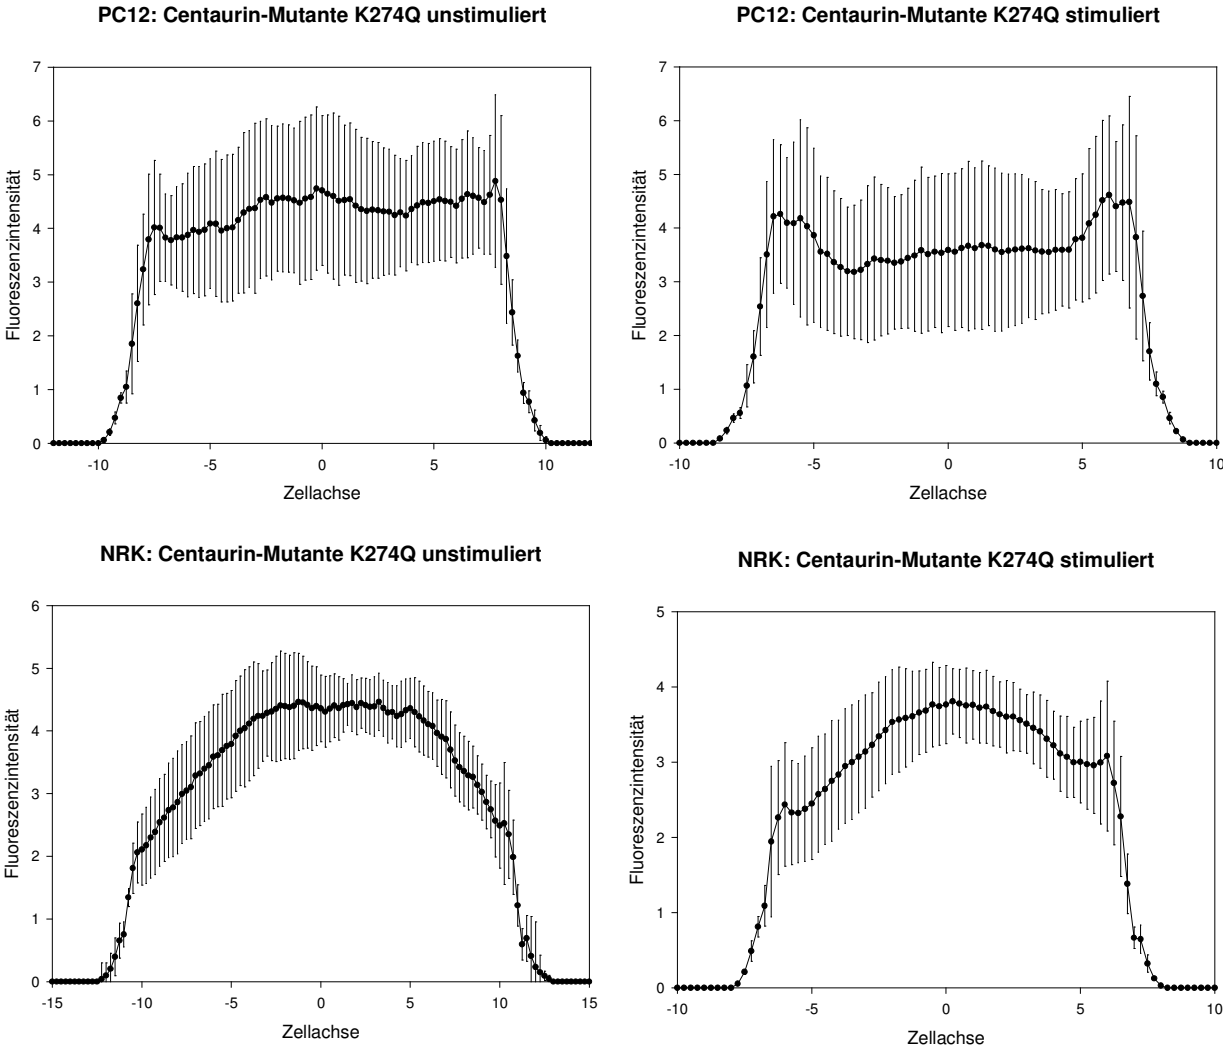 PC12: Centaurin-Mutante K274Q unstimuliert
7
6
5
4
3
2
1
0
-10 -5 0 5 10
Fluoreszenzintensität
Zellachse
PC12: Centaurin-Mutante K274Q stimuliert
7
6
5
4
3
2
1
0
-10 -5 0 5 10
Fluoreszenzintensität
Zellachse
NRK: Centaurin-Mutante K274Q unstimuliert
6
5
4
3
2
1
0
-15 -10 -5 0 5 10 15
Fluoreszenzintensität
Zellachse
NRK: Centaurin-Mutante K274Q stimuliert
5
4
3
2
1
0
-10 -5 0 5 10
Fluoreszenzintensität
Zellachse